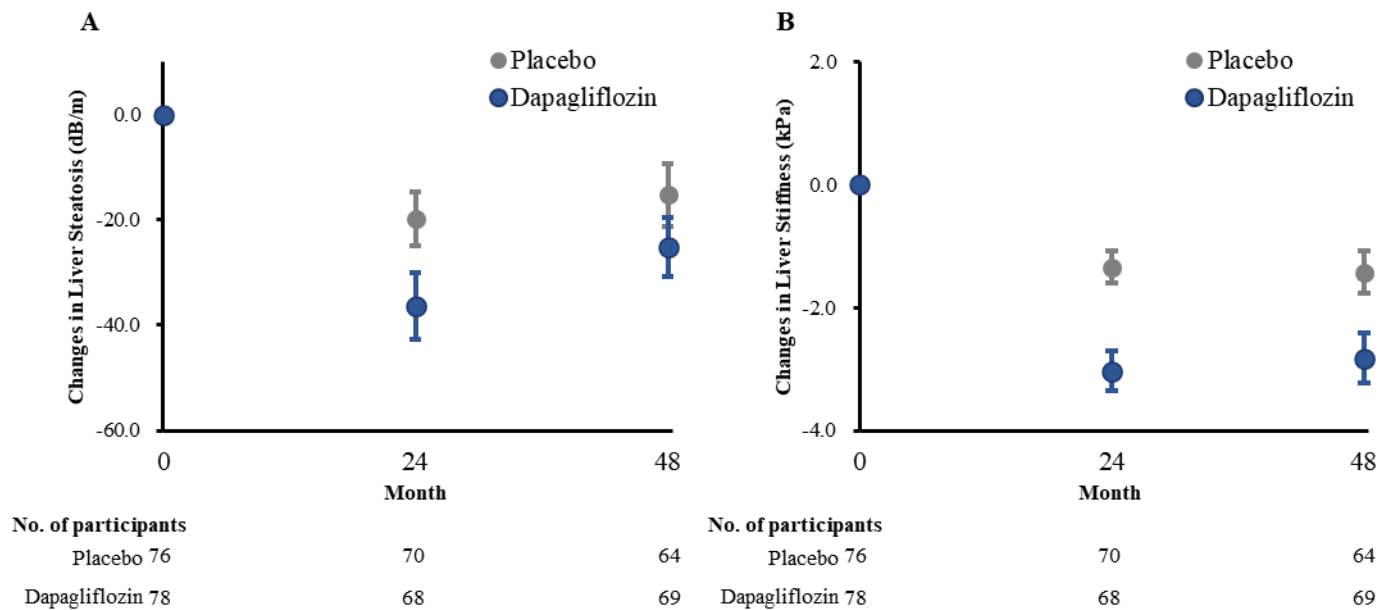 A
Placebo
Dapagliflozin
Changes in Liver Steatosis (dB/m)
0.0
-20.0
-40.0
-60.0
0 24 48
Month
No. of participants
Placebo 76 70 64
Dapagliflozin 78 68 69
B
Placebo
Dapagliflozin
Changes in Liver Stiffness (kPa)
2.0
0.0
-2.0
-4.0
0 24 48
Month
No. of participants
Placebo 76 70 64
Dapagliflozin 78 68 69